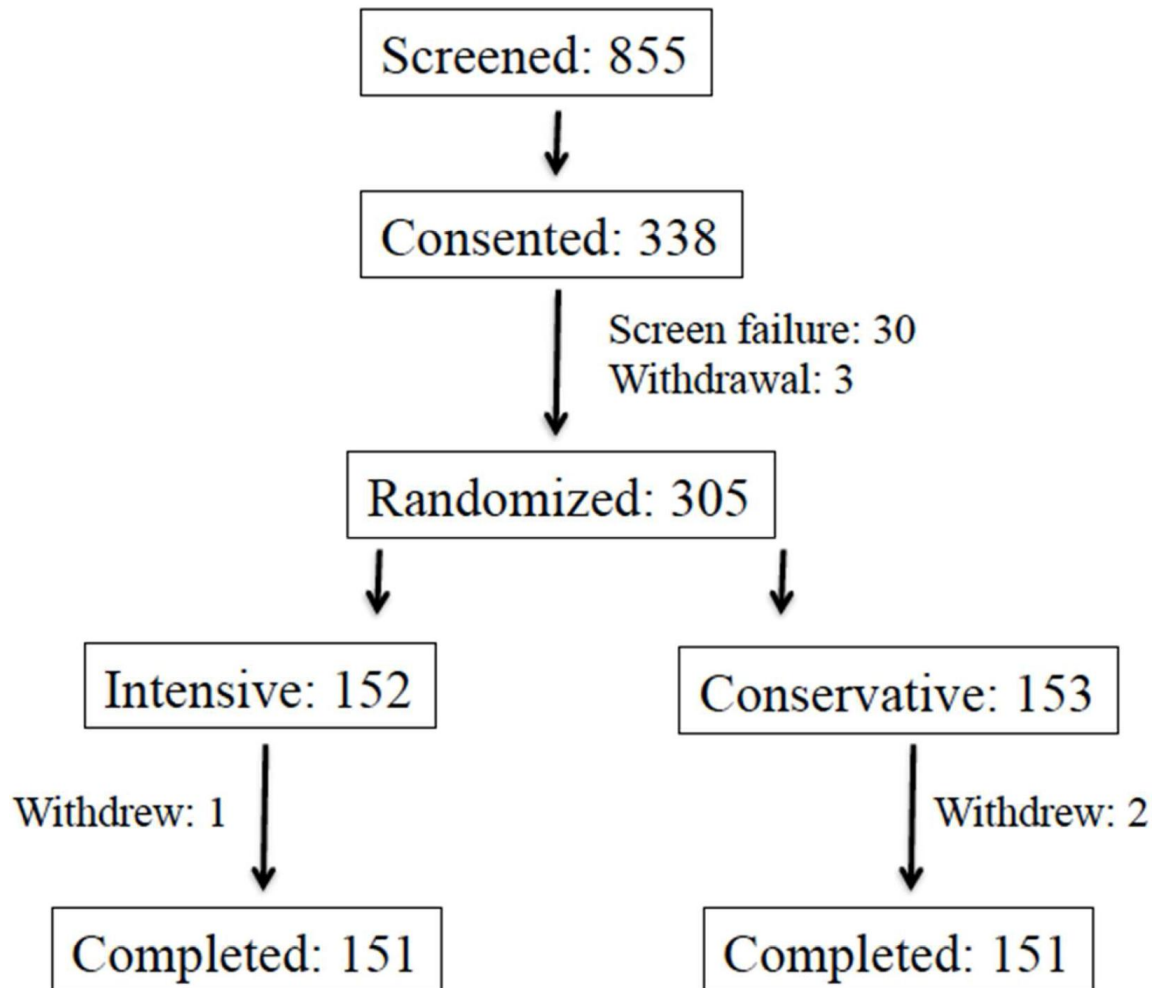 Screened: 855
Consented: 338
Screen failure: 30
Withdrawal: 3
Randomized: 305
Intensive: 152
Conservative: 153
Withdrew: 1
Withdrew: 2
Completed: 151
Completed: 151